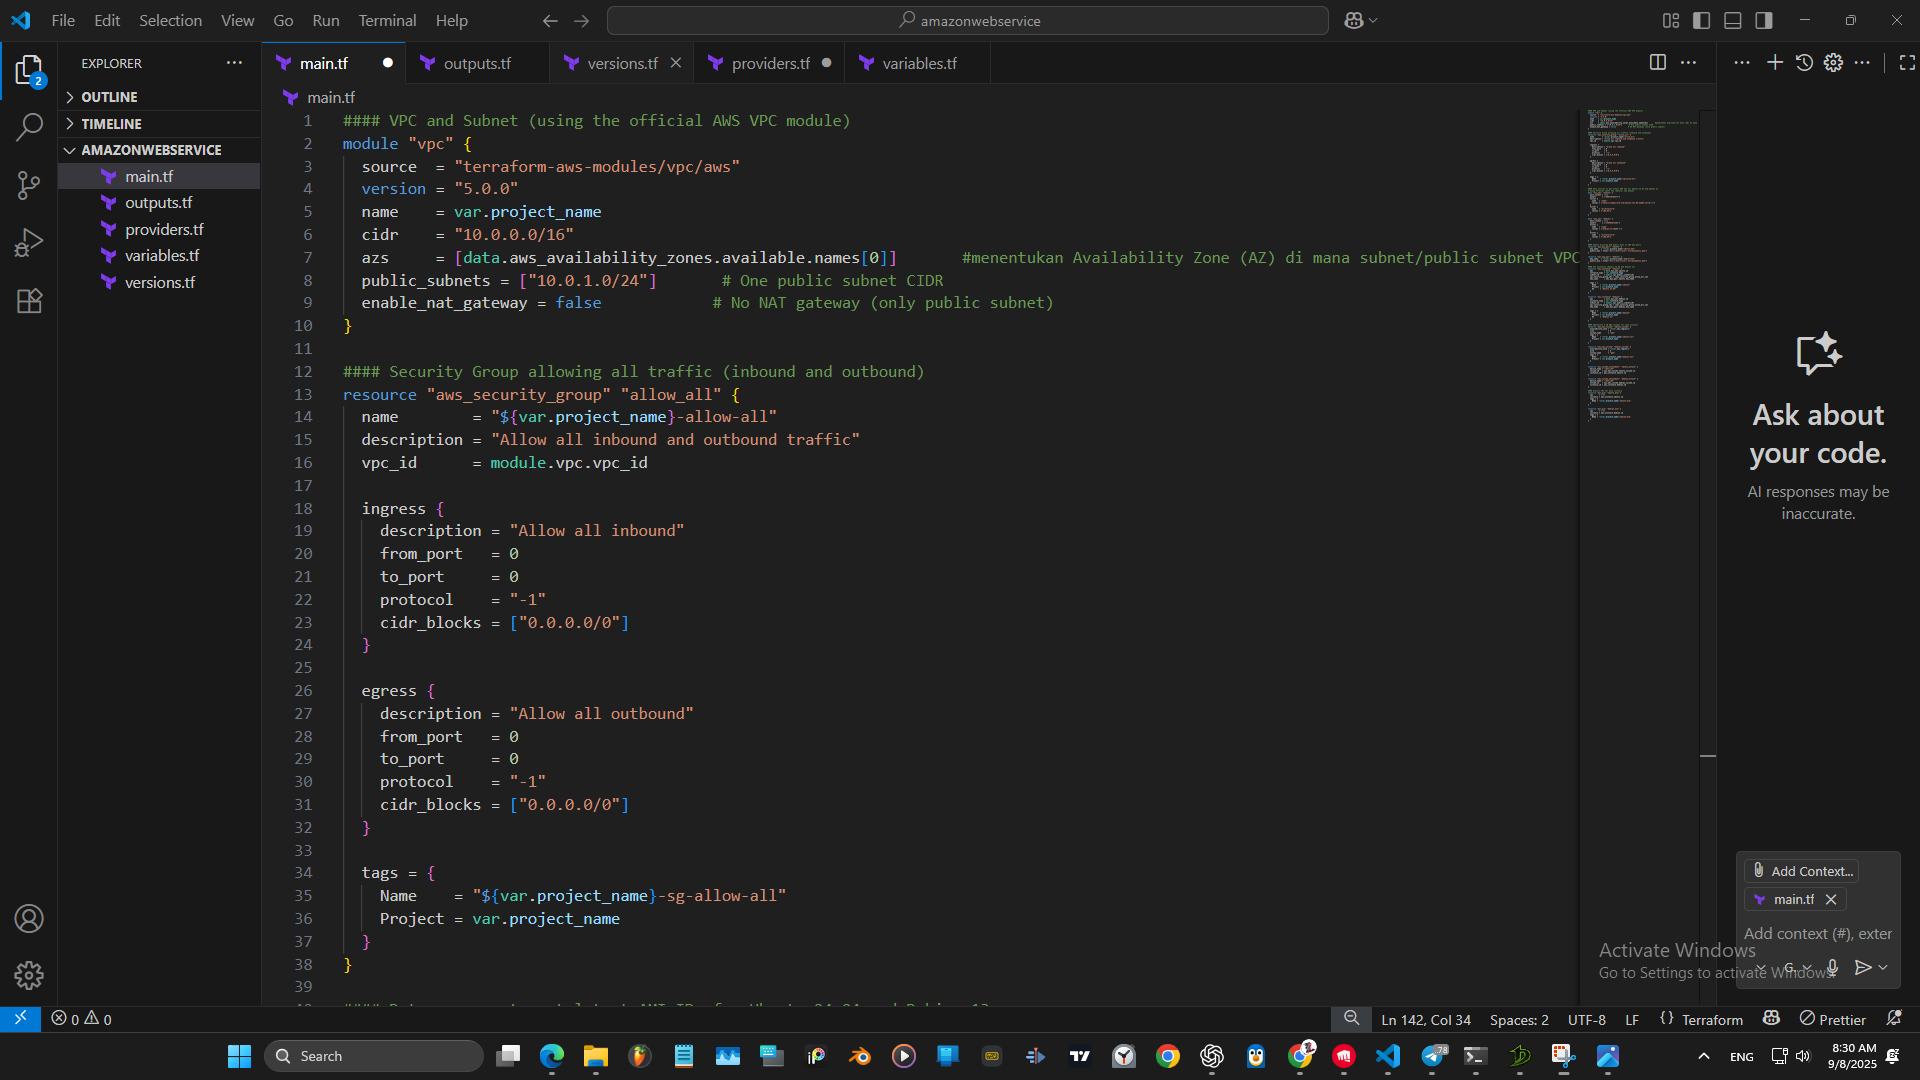 File Edit Selection View Go Run Terminal Help
amazonwebservice
EXPLORER
OUTLINE
TIMELINE
AMAZONWEBSERVICE
main.tf
outputs.tf
providers.tf
variables.tf
versions.tf
2
main.tf outputs.tf versions.tf providers.tf variables.tf
main.tf
1 #### VPC and Subnet (using the official AWS VPC module)
2 module "vpc" {
3 source = "terraform-aws-modules/vpc/aws"
4 version = "5.0.0"
5 name = var.project_name
6 cidr = "10.0.0.0/16"
7 azs = [data.aws_availability_zones.available.names[0]] #menentukan Availability Zone (AZ) di mana subnet/public subnet VPC
8 public_subnets = ["10.0.1.0/24"] # One public subnet CIDR
9 enable_nat_gateway = false # No NAT gateway (only public subnet)
10 }
11
12 #### Security Group allowing all traffic (inbound and outbound)
13 resource "aws_security_group" "allow_all" {
14 name = "${var.project_name}-allow-all"
15 description = "Allow all inbound and outbound traffic"
16 vpc_id = module.vpc.vpc_id
17
18 ingress {
19 description = "Allow all inbound"
20 from_port = 0
21 to_port = 0
22 protocol = "-1"
23 cidr_blocks = ["0.0.0.0/0"]
24 }
25
26 egress {
27 description = "Allow all outbound"
28 from_port = 0
29 to_port = 0
30 protocol = "-1"
31 cidr_blocks = ["0.0.0.0/0"]
32 }
33
34 tags = {
35 Name = "${var.project_name}-sg-allow-all"
36 Project = var.project_name
37 }
38 }
39
Ask about
your code.
AI responses may be
inaccurate.
Add Context...
main.tf
Add context (#), exter
Activate Windows
Go to Settings to activate Windows.
0 0
Ln 142, Col 34 Spaces: 2 UTF-8 LF {} Terraform Prettier
Search
78
ENG
8:30 AM
9/8/2025